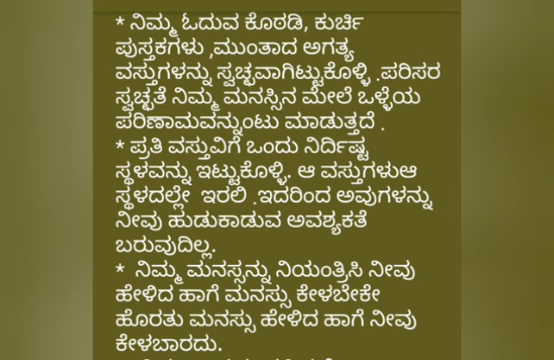 * ನಿಮ್ಮ ಓದುವ ಕೊಠಡಿ, ಕುರ್ಚಿ
ಪುಸ್ತಕಗಳು ,ಮುಂತಾದ ಅಗತ್ಯ
ವಸ್ತುಗಳನ್ನು ಸ್ವಚ್ಛವಾಗಿಟ್ಟುಕೊಳ್ಳಿ .ಪರಿಸರ
ಸ್ವಚ್ಛತೆ ನಿಮ್ಮ ಮನಸ್ಸಿನ ಮೇಲೆ ಒಳ್ಳೆಯ
ಪರಿಣಾಮವನ್ನುಂಟು ಮಾಡುತ್ತದೆ .
* ಪ್ರತಿ ವಸ್ತುವಿಗೆ ಒಂದು ನಿರ್ದಿಷ್ಟ
ಸ್ಥಳವನ್ನು ಇಟ್ಟುಕೊಳ್ಳಿ. ಆ ವಸ್ತುಗಳುಆ
ಸ್ಥಳದಲ್ಲೇ ಇರಲಿ .ಇದರಿಂದ ಅವುಗಳನ್ನು
ನೀವು ಹುಡುಕಾಡುವ ಅವಶ್ಯಕತೆ
ಬರುವುದಿಲ್ಲ.
* ನಿಮ್ಮ ಮನಸ್ಸನ್ನು ನಿಯಂತ್ರಿಸಿ ನೀವು
ಹೇಳಿದ ಹಾಗೆ ಮನಸ್ಸು ಕೇಳಬೇಕೇ
ಹೊರತು ಮನಸ್ಸು ಹೇಳಿದ ಹಾಗೆ ನೀವು
ಕೇಳಬಾರದು.